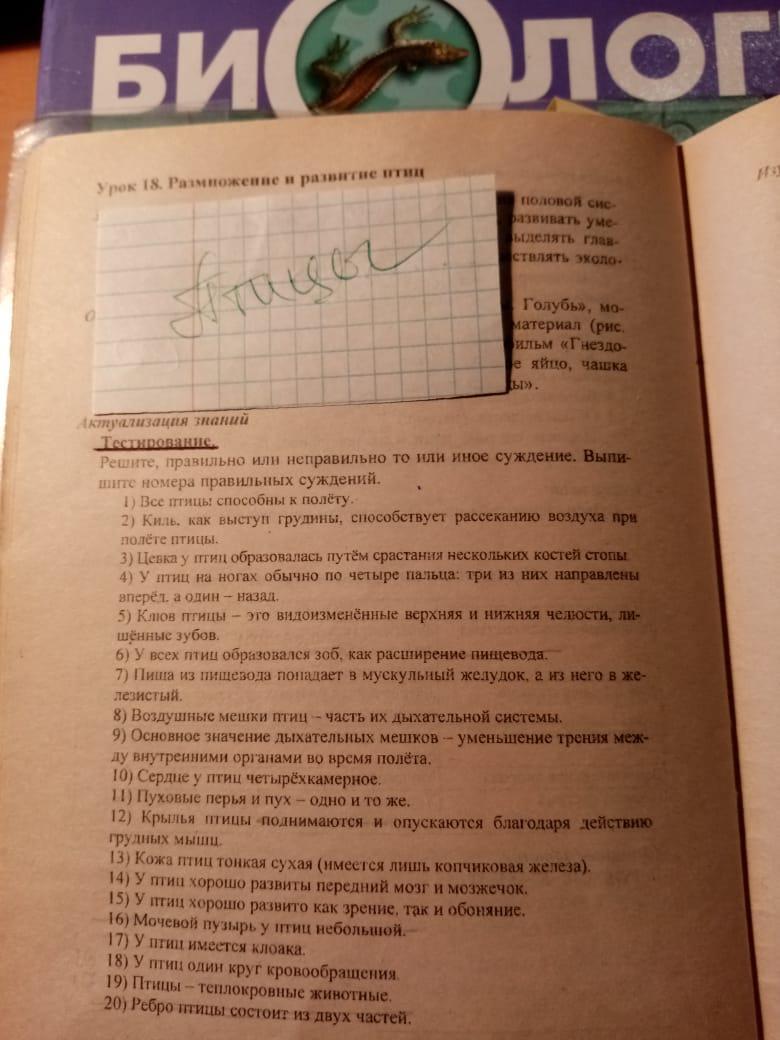 БИОЛОГ
Урок 18. Размножение и развитие птиц
половой сис-
развивать уме-
выделять глав-
ствлять эколо-
Птицы
О
Голубь», мо-
материал (рис.
ильм «Гнездо-
е яйцо, чашка
ды».
Актуализация знаний
Тестирование.
Решите, правильно или неправильно то или иное суждение. Выпи-
шите номера правильных суждений.
1) Все птицы способны к полёту.
2) Киль, как выступ грудины, способствует рассеканию воздуха при
полёте птицы.
3) Цевка у птиц образовалась путём срастания нескольких костей стопы
4) У птиц на ногах обычно по четыре пальца: три из них направлены
вперёд, а один – назад.
5) Клюв птицы – это видоизменённые верхняя и нижняя челюсти, ли-
шённые зубов.
6) У всех птиц образовался зоб, как расширение пищевода.
7) Пища из пищевода попадает в мускульный желудок, а из него в же-
лезистый.
8) Воздушные мешки птиц – часть их дыхательной системы.
9) Основное значение дыхательных мешков – уменьшение трения меж-
ду внутренними органами во время полёта.
10) Сердце у птиц четырёхкамерное.
11) Пуховые перья и пух – одно и то же.
12) Крылья птицы поднимаются и опускаются благодаря действию
грудных мышц.
13) Кожа птиц тонкая сухая (имеется лишь копчиковая железа).
14) У птиц хорошо развиты передний мозг и мозжечок.
15) У птиц хорошо развито как зрение, так и обоняние.
16) Мочевой пузырь у птиц небольшой.
17) У птиц имеется клоака.
18) У птиц один круг кровообращения.
19) Птицы – теплокровные животные.
20) Ребро птицы состоит из двух частей.